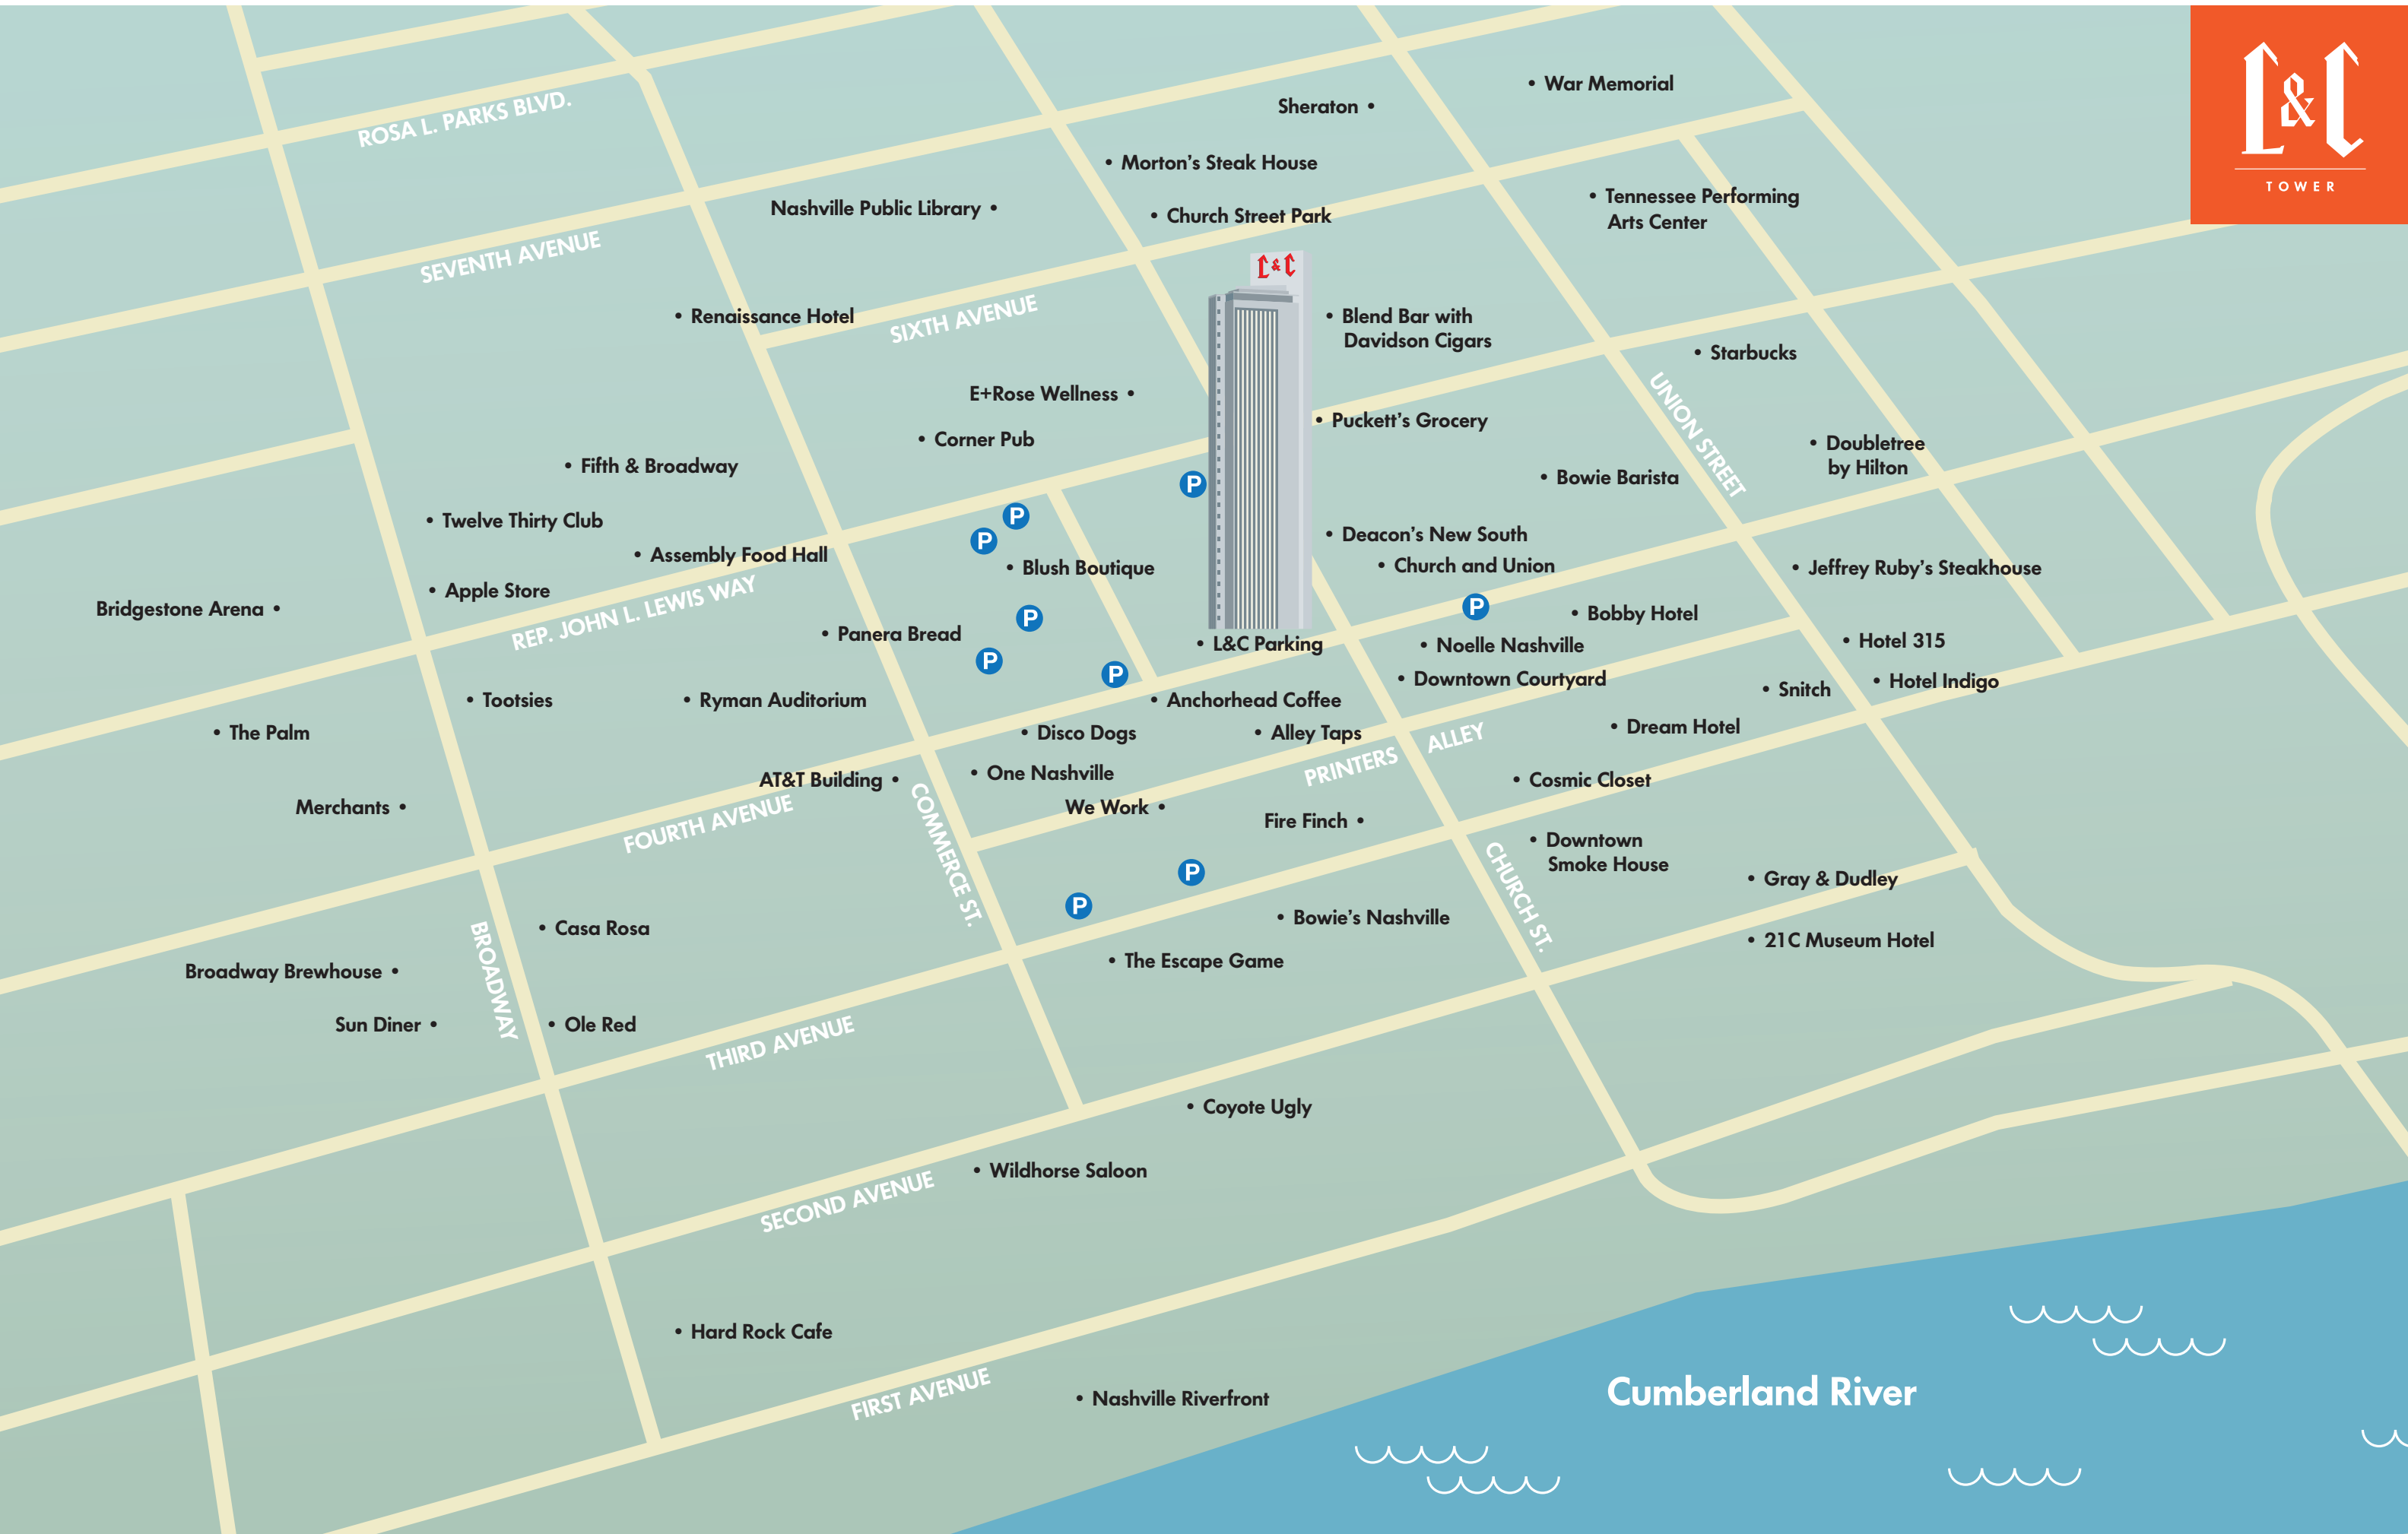 L&C
TOWER
War Memorial
Sheraton
ROSA L. PARKS BLVD.
Morton's Steak House
Tennessee Performing
Arts Center
Nashville Public Library
Church Street Park
SEVENTH AVENUE
L&C
Renaissance Hotel
SIXTH AVENUE
Blend Bar with
Davidson Cigars
Starbucks
E+Rose Wellness
UNION STREET
Puckett's Grocery
Corner Pub
Doubletree
by Hilton
Fifth & Broadway
Bowie Barista
P
P
Twelve Thirty Club
Deacon's New South
P
Assembly Food Hall
Church and Union
Blush Boutique
Jeffrey Ruby's Steakhouse
Apple Store
Bridgestone Arena
REP. JOHN L. LEWIS WAY
P
P
Bobby Hotel
Panera Bread
L&C Parking
Noelle Nashville
Hotel 315
P
P
Downtown Courtyard
Hotel Indigo
Snitch
Tootsies
Ryman Auditorium
Anchorhead Coffee
The Palm
Disco Dogs
Alley Taps
Dream Hotel
PRINTERS ALLEY
One Nashville
AT&T Building
Cosmic Closet
Merchants
FOURTH AVENUE
COMMERCE ST.
We Work
Fire Finch
Downtown
Smoke House
CHURCH ST.
P
Gray & Dudley
P
Bowie's Nashville
Casa Rosa
21C Museum Hotel
BROADWAY
The Escape Game
Broadway Brewhouse
Sun Diner
Ole Red
THIRD AVENUE
Coyote Ugly
Wildhorse Saloon
SECOND AVENUE
Hard Rock Cafe
FIRST AVENUE
Nashville Riverfront
Cumberland River